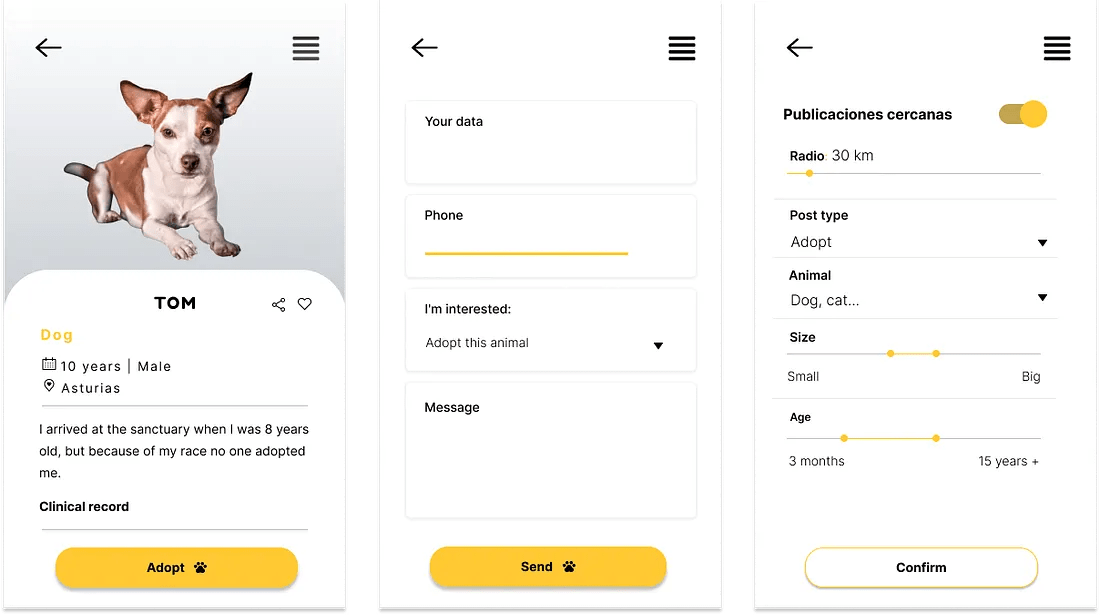 TOM
Dog
10 years | Male
Asturias
I arrived at the sanctuary when I was 8 years
old, but because of my race no one adopted
me.
Clinical record
Adopt
Your data
Phone
I'm interested:
Adopt this animal
Message
Send
Publicaciones cercanas
Radio: 30 km
Post type
Adopt
Animal
Dog, cat...
Size
Small Big
Age
3 months 15 years +
Confirm